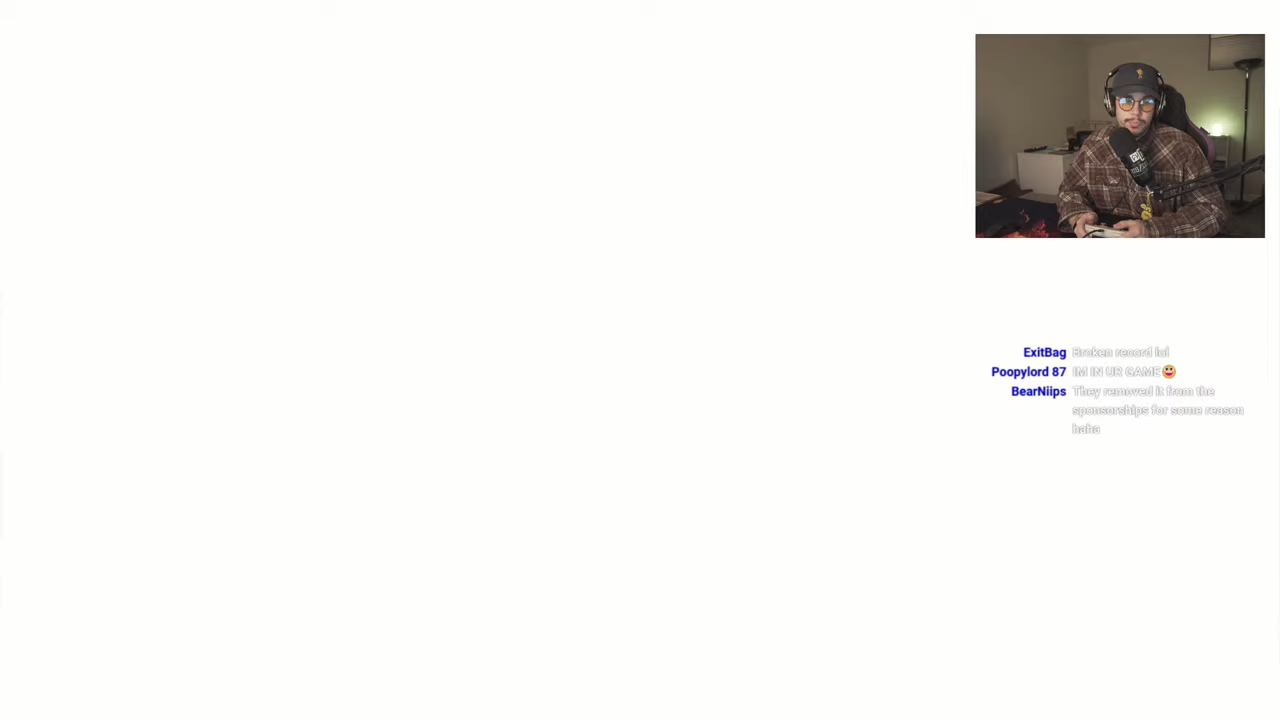 ExitBag Broken record lol
Poopylord 87 IM IN UR GAME😀
BearNiips They removed it from the
sponsorships for some reason
haha